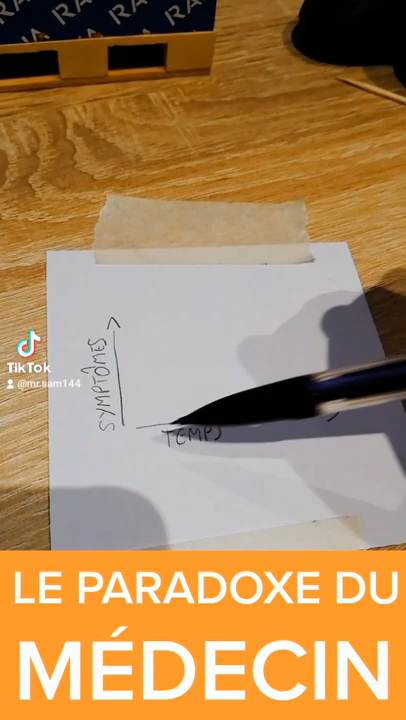 SYMPTÔMES
TEMPS
TikTok
@mr.sam144
LE PARADOXE DU
MÉDECIN